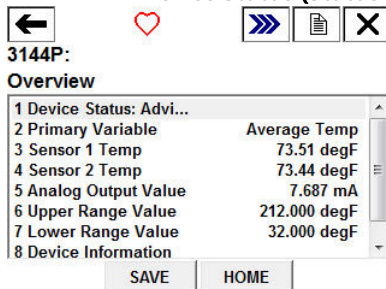 3144P:
Overview
1 Device Status: Advi...
2 Primary Variable Average Temp
3 Sensor 1 Temp 73.51 degF
4 Sensor 2 Temp 73.44 degF
5 Analog Output Value 7.687 mA
6 Upper Range Value 212.000 degF
7 Lower Range Value 32.000 degF
8 Device Information
SAVE HOME